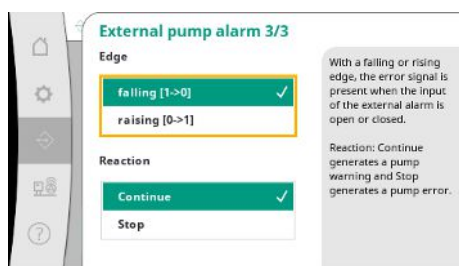 External pump alarm 3/3
Edge
falling [1->0]
raising [0->1]
Reaction
Continue
Stop
With a falling or rising
edge, the error signal is
present when the input
of the external alarm is
open or closed.
Reaction: Continue
generates a pump
warning and Stop
generates a pump error.
?